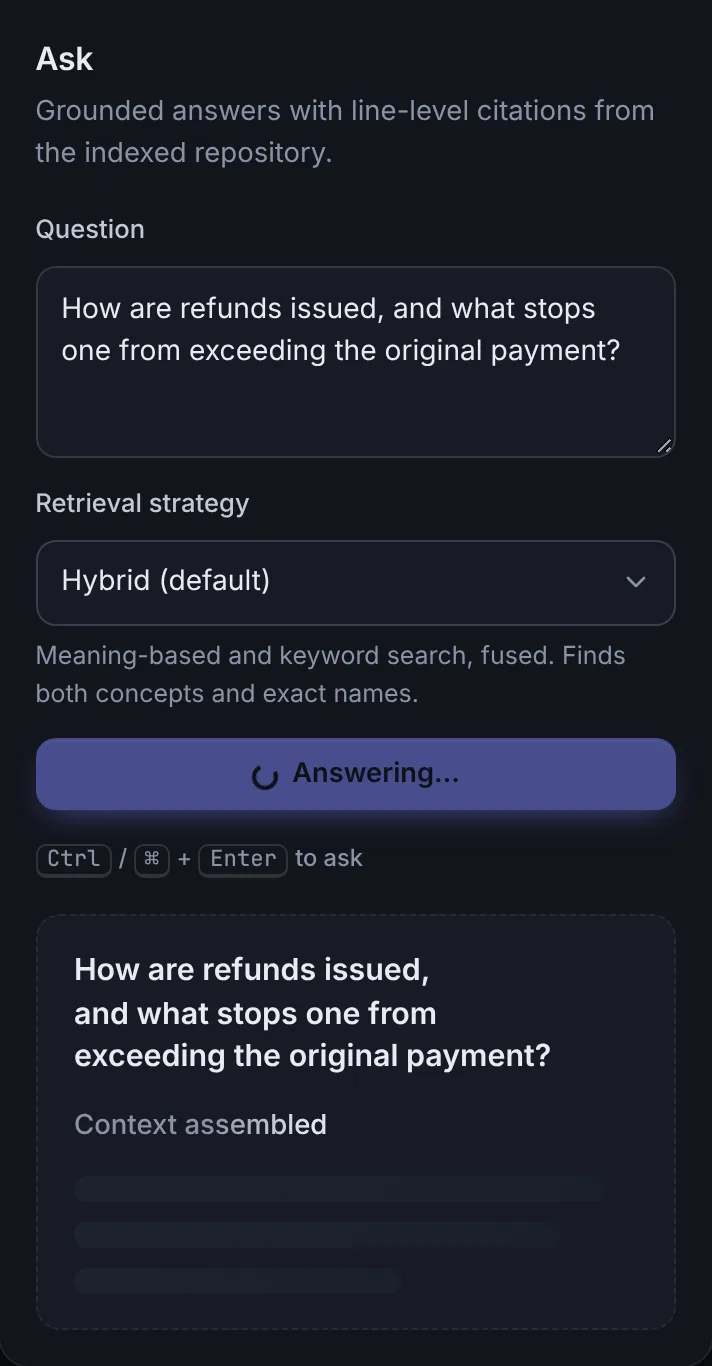 Ask
Grounded answers with line-level citations from
the indexed repository.
Question
How are refunds issued, and what stops
one from exceeding the original payment?
Retrieval strategy
Hybrid (default)
Meaning-based and keyword search, fused. Finds
both concepts and exact names.
Answering...
Ctrl / ⌘ + Enter to ask
How are refunds issued,
and what stops one from
exceeding the original payment?
Context assembled